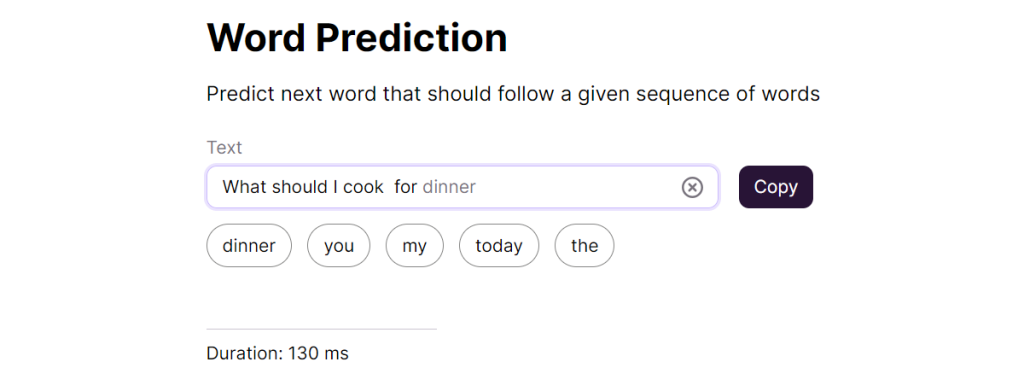 Word Prediction
Predict next word that should follow a given sequence of words
Text
What should I cook  for dinner
Copy
dinner you my today the
Duration: 130 ms